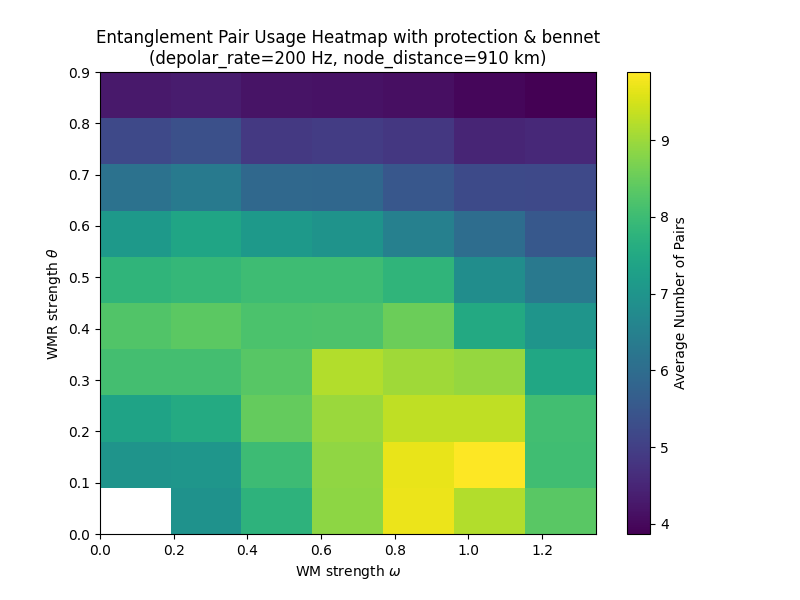 Entanglement Pair Usage Heatmap with protection & bennet
(depolar_rate=200 Hz, node_distance=910 km)
0.9
0.8
0.7
0.6
0.5
0.4
0.3
0.2
0.1
0.0
WMR strength θ
0.0 0.2 0.4 0.6 0.8 1.0 1.2
WM strength ω
9
8
7
6
5
4
Average Number of Pairs